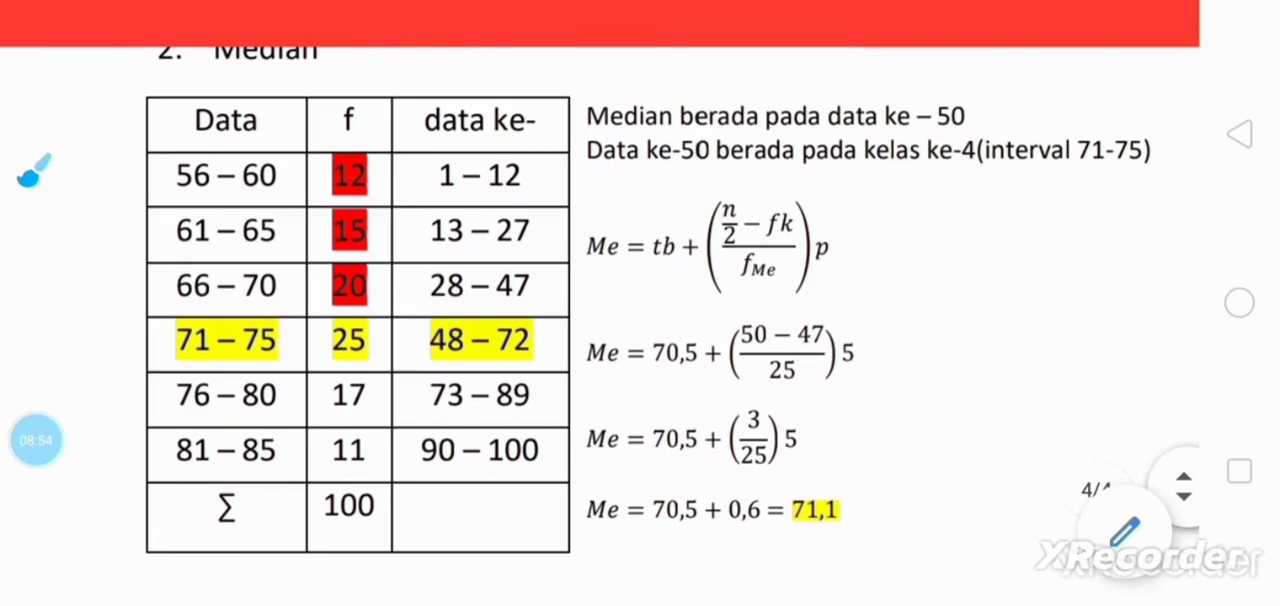 2. Median
Data f data ke-
56 – 60 12 1 – 12
61 – 65 15 13 – 27
66 – 70 20 28 – 47
71 – 75 25 48 – 72
76 – 80 17 73 – 89
81 – 85 11 90 – 100
Σ 100
Median berada pada data ke – 50
Data ke-50 berada pada kelas ke-4(interval 71-75)
Me = tb + (n/2 – fk / fMe) p
Me = 70,5 + (50 – 47 / 25) 5
Me = 70,5 + (3/25) 5
Me = 70,5 + 0,6 = 71,1
08:54
4/4
XRecorder